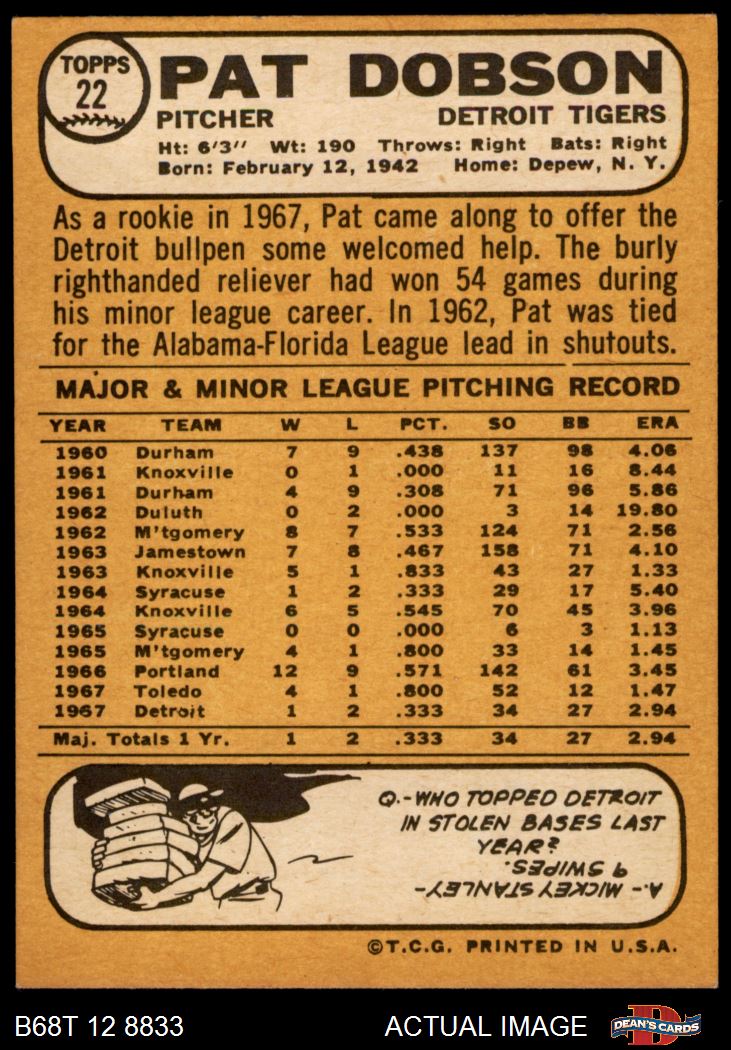 TOPPS
22
PAT DOBSON
PITCHER DETROIT TIGERS
Ht: 6'3" Wt: 190 Throws: Right Bats: Right
Born: February 12, 1942 Home: Depew, N. Y.
As a rookie in 1967, Pat came along to offer the
Detroit bullpen some welcomed help. The burly
righthanded reliever had won 54 games during
his minor league career. In 1962, Pat was tied
for the Alabama-Florida League lead in shutouts.
MAJOR & MINOR LEAGUE PITCHING RECORD
YEAR TEAM W L PCT. SO BB ERA
1960 Durham 7 9 .438 137 98 4.06
1961 Knoxville 0 1 .000 11 16 8.44
1961 Durham 4 9 .308 71 96 5.86
1962 Duluth 0 2 .000 3 14 19.80
1962 M'tgomery 8 7 .533 124 71 2.56
1963 Jamestown 7 8 .467 158 71 4.10
1963 Knoxville 5 1 .833 43 27 1.33
1964 Syracuse 1 2 .333 29 17 5.40
1964 Knoxville 6 5 .545 70 45 3.96
1965 Syracuse 0 0 .000 6 3 1.13
1965 M'tgomery 4 1 .800 33 14 1.45
1966 Portland 12 9 .571 142 61 3.45
1967 Toledo 4 1 .800 52 12 1.47
1967 Detroit 1 2 .333 34 27 2.94
Maj. Totals 1 Yr. 1 2 .333 34 27 2.94
Q.-WHO TOPPED DETROIT
IN STOLEN BASES LAST
YEAR?
A.- MICKEY STANLEY-
9 SWIPES.
©T.C.G. PRINTED IN U.S.A.
B68T 12 8833 ACTUAL IMAGE
D
DEAN'S CARDS